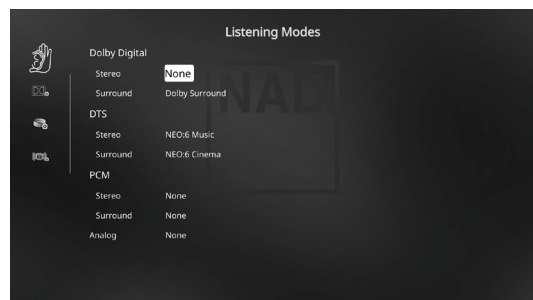 Listening Modes
Dolby Digital
Stereo None
Surround Dolby Surround
NAD
DTS
Stereo NEO:6 Music
Surround NEO:6 Cinema
PCM
Stereo None
Surround None
Analog None